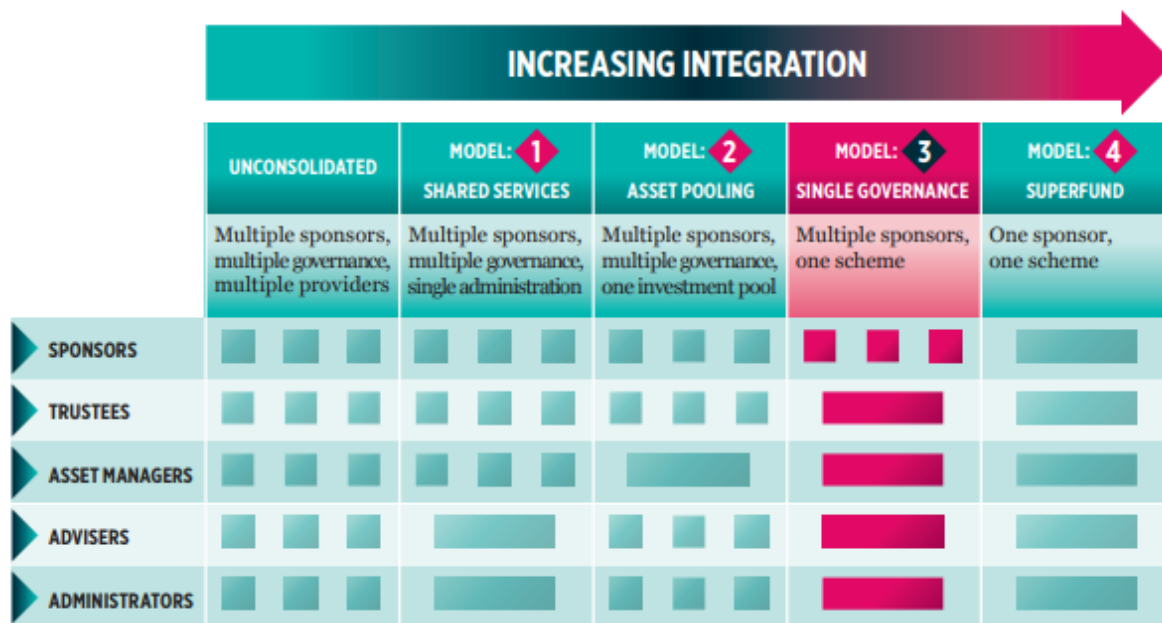 INCREASING INTEGRATION
UNCONSOLIDATED
MODEL: 1
SHARED SERVICES
MODEL: 2
ASSET POOLING
MODEL: 3
SINGLE GOVERNANCE
MODEL: 4
SUPERFUND
Multiple sponsors,
multiple governance,
multiple providers
Multiple sponsors,
multiple governance,
single administration
Multiple sponsors,
multiple governance,
one investment pool
Multiple sponsors,
one scheme
One sponsor,
one scheme
SPONSORS
TRUSTEES
ASSET MANAGERS
ADVISERS
ADMINISTRATORS